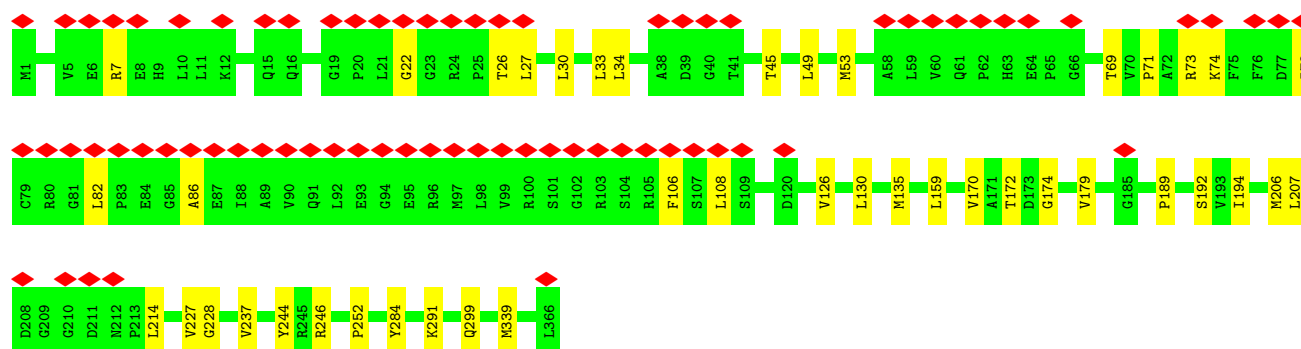 M1 V5 E6 R7 E8 H9 L10 L11 K12 Q15 Q16 G19 P20 L21 G22 G23 R24 P25 T26 L27 L30 L33 L34 A38 D39 G40 T41 T45 L49 M53 A58 L59 V60 Q61 P62 H63 E64 P65 G66 T69 V70 P71 A72 R73 K74 F75 F76 D77
C79 R80 G81 L82 P83 E84 G85 A86 E87 I88 A89 V90 Q91 L92 E93 G94 E95 R96 M97 L98 V99 R100 S101 G102 R103 S104 R105 F106 S107 L108 S109 D120 V126 L130 M135 L159 V170 A171 T172 D173 G174 V179 G185 P189 S192 V193 I194 M206 L207
D208 G209 G210 D211 N212 P213 L214 V227 G228 V237 Y244 R245 R246 P252 Y284 K291 Q299 M339 L366